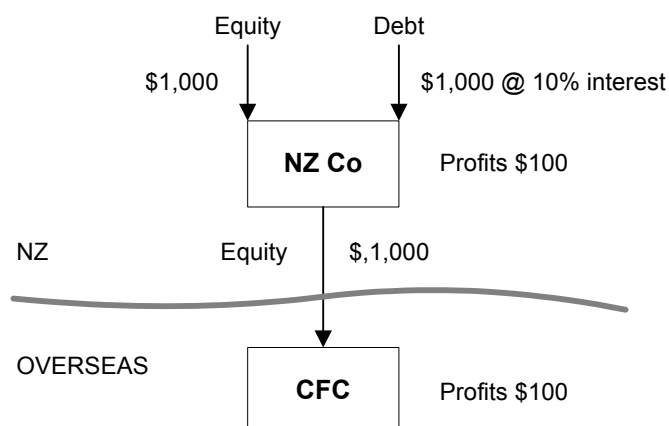 Equity Debt
$1,000 $1,000 @ 10% interest
NZ Co Profits $100
NZ Equity $,1,000
OVERSEAS
CFC Profits $100